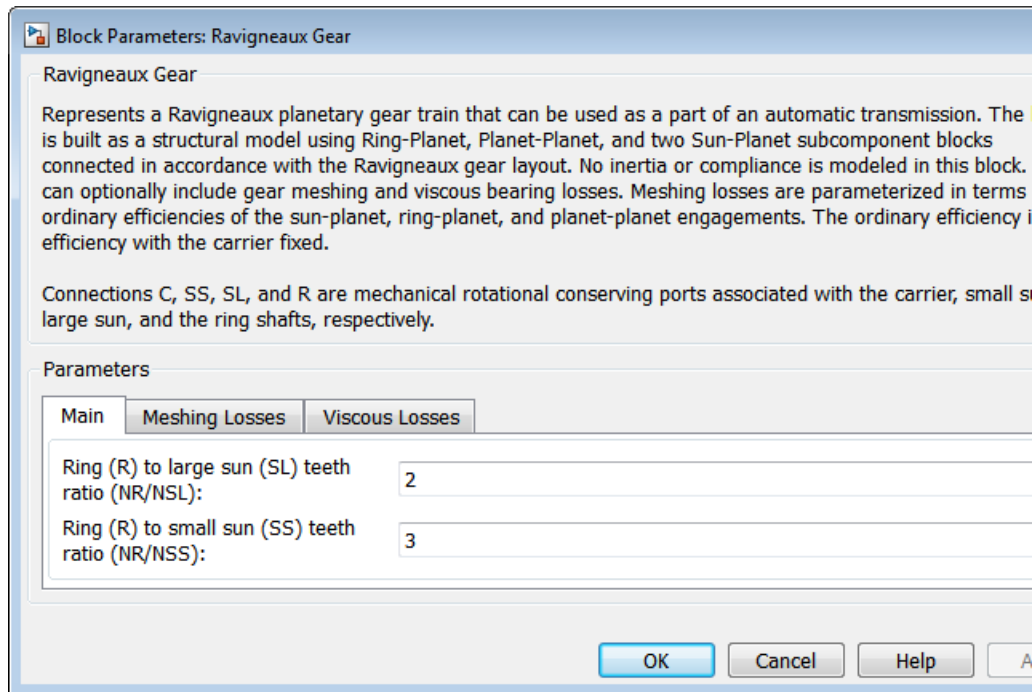 Block Parameters: Ravigneaux Gear
Ravigneaux Gear
Represents a Ravigneaux planetary gear train that can be used as a part of an automatic transmission. The
is built as a structural model using Ring-Planet, Planet-Planet, and two Sun-Planet subcomponent blocks
connected in accordance with the Ravigneaux gear layout. No inertia or compliance is modeled in this block.
can optionally include gear meshing and viscous bearing losses. Meshing losses are parameterized in terms
ordinary efficiencies of the sun-planet, ring-planet, and planet-planet engagements. The ordinary efficiency
efficiency with the carrier fixed.
Connections C, SS, SL, and R are mechanical rotational conserving ports associated with the carrier, small
large sun, and the ring shafts, respectively.
Parameters
Main Meshing Losses Viscous Losses
Ring (R) to large sun (SL) teeth
ratio (NR/NSL):
2
Ring (R) to small sun (SS) teeth
ratio (NR/NSS):
3
OK Cancel Help